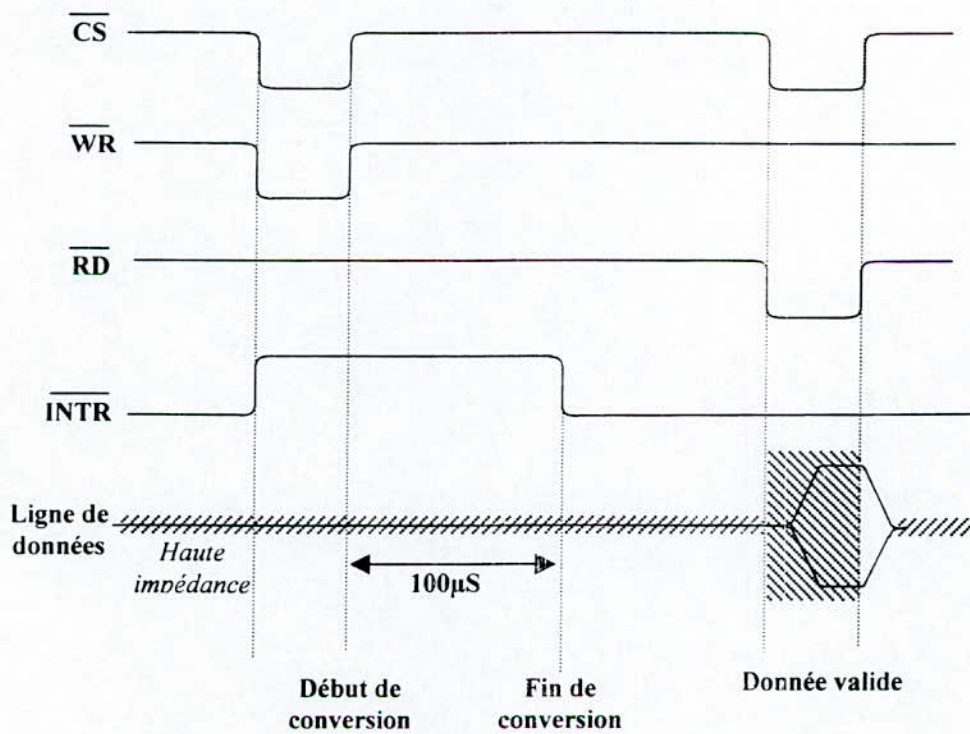 CS
WR
RD
INTR
Ligne de
données
Haute
impédance
100µS
Début de
conversion
Fin de
conversion
Donnée valide